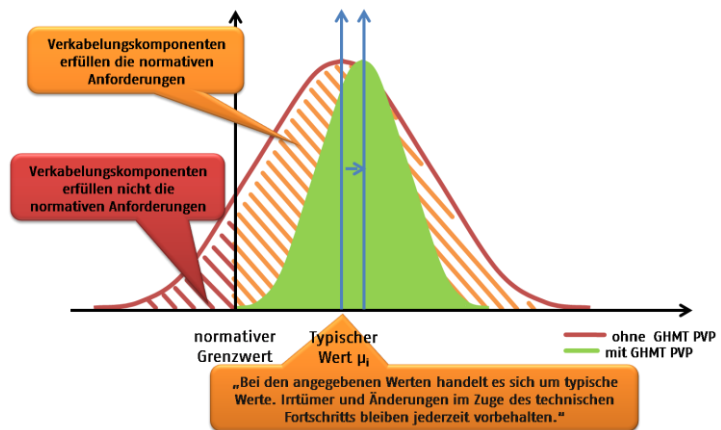 Verkabelungskomponenten
erfüllen die normativen
Anforderungen
Verkabelungskomponenten
erfüllen nicht die
normativen Anforderungen
normativer
Grenzwert
Typischer
Wert µi
ohne GHMT PVP
mit GHMT PVP
„Bei den angegebenen Werten handelt es sich um typische
Werte. Irrtümer und Änderungen im Zuge des technischen
Fortschritts bleiben jederzeit vorbehalten.“